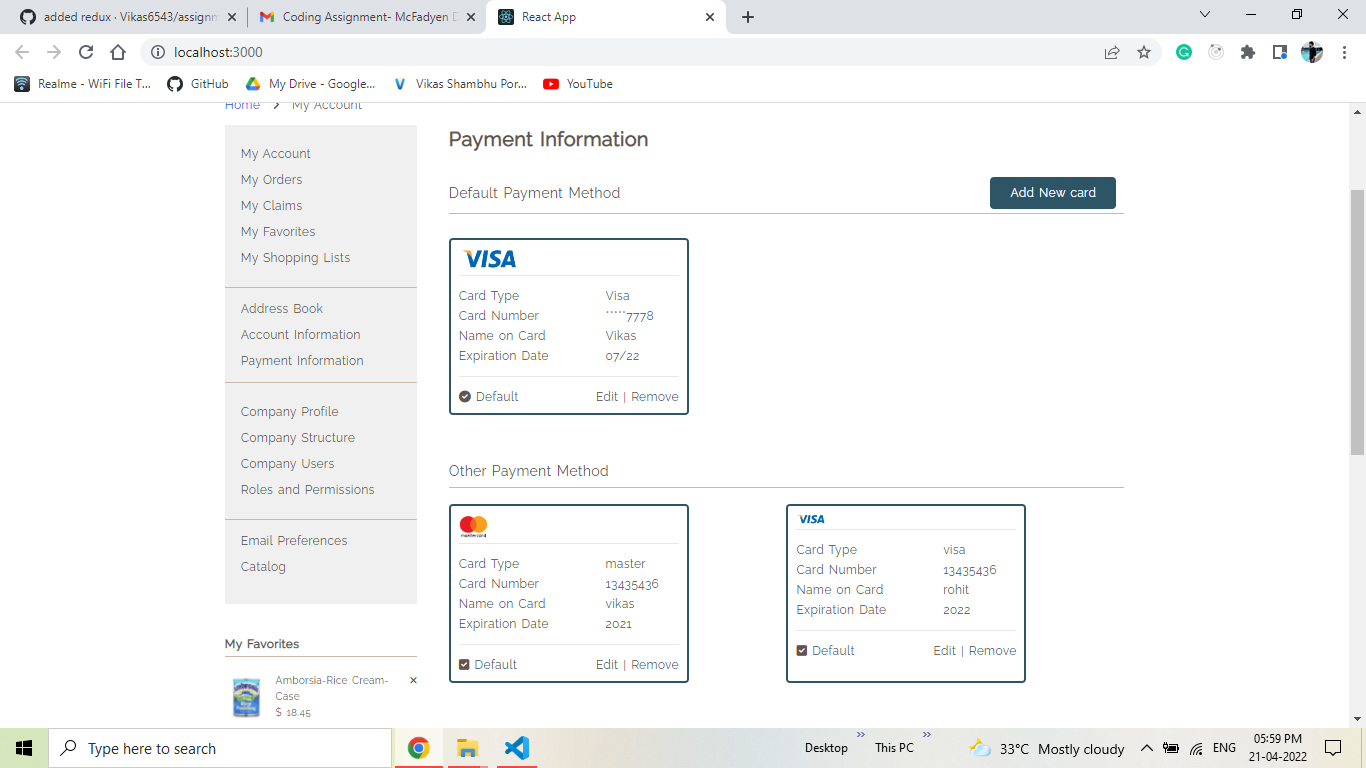 added redux · Vikas6543/assignm
Coding Assignment- McFadyen D
React App
localhost:3000
Realme - WiFi File T...
GitHub
My Drive - Google...
Vikas Shambhu Por...
YouTube
Home > My Account
My Account
My Orders
My Claims
My Favorites
My Shopping Lists
Address Book
Account Information
Payment Information
Company Profile
Company Structure
Company Users
Roles and Permissions
Email Preferences
Catalog
My Favorites
Amborsia-Rice Cream-
Case
$ 18.45
Payment Information
Default Payment Method
Add New card
VISA
Card Type Visa
Card Number *****7778
Name on Card Vikas
Expiration Date 07/22
Default Edit | Remove
Other Payment Method
mastercard
Card Type master
Card Number 13435436
Name on Card vikas
Expiration Date 2021
Default Edit | Remove
VISA
Card Type visa
Card Number 13435436
Name on Card rohit
Expiration Date 2022
Default Edit | Remove
Type here to search
Desktop
This PC
33°C Mostly cloudy
ENG
05:59 PM
21-04-2022